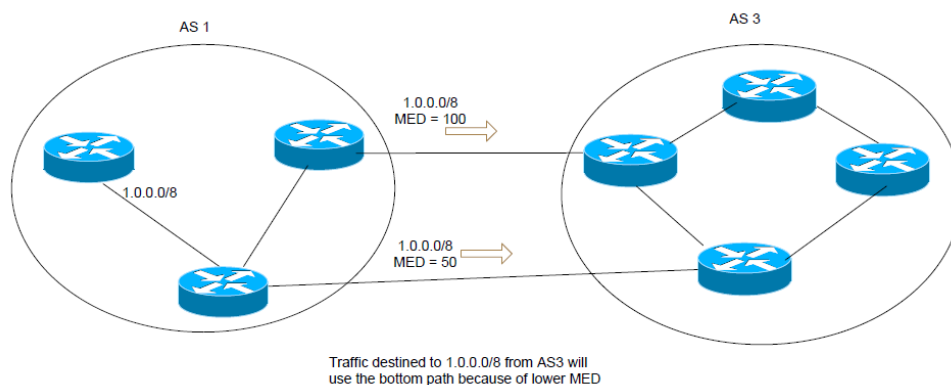 AS 1
AS 3
1.0.0.0/8
MED = 100
1.0.0.0/8
1.0.0.0/8
MED = 50
Traffic destined to 1.0.0.0/8 from AS3 will
use the bottom path because of lower MED